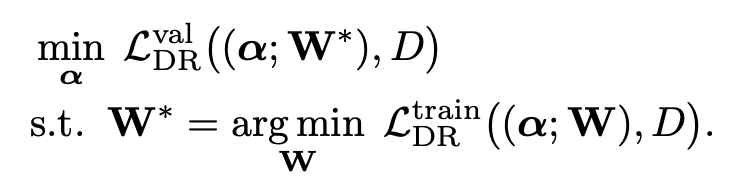 min_α ℒ_DR^val((α; W*), D)
s.t. W* = arg min_W ℒ_DR^train((α; W), D).